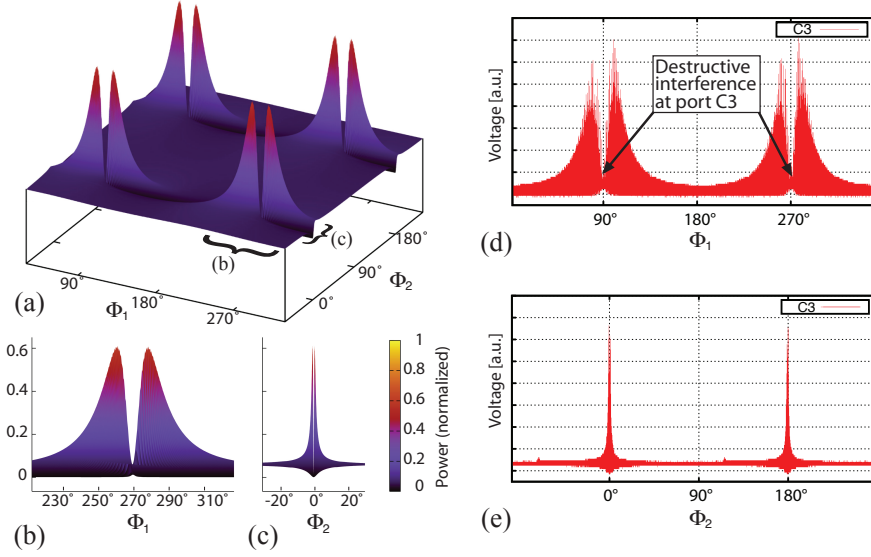 (a)
90°
180°
270°
Φ1
0°
90°
180°
Φ2
(b)
(c)
0.6
0.4
0.2
0
230° 250° 270° 290° 310°
Φ1
(b)
-20 0 20
Φ2
(c)
1
0.8
0.6
0.4
0.2
0
Power (normalized)
C3
Destructive
interference
at port C3
Voltage [a.u.]
90° 180° 270°
Φ1
(d)
C3
Voltage [a.u.]
0° 90° 180°
Φ2
(e)